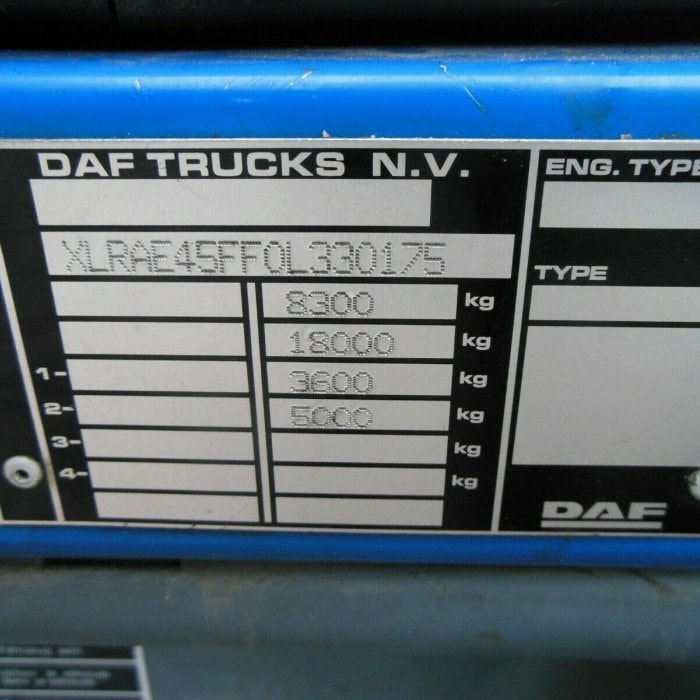 DAF TRUCKS N.V.
XLRAE45FF0L330175
8300 kg
18000 kg
1- 3600 kg
2- 5000 kg
3- kg
4- kg
ENG. TYPE
TYPE
DAF